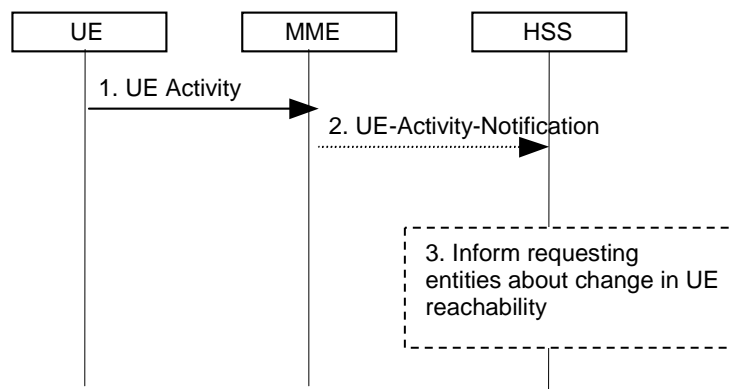 UE
MME
HSS
1. UE Activity
2. UE-Activity-Notification
3. Inform requesting
entities about change in UE
reachability